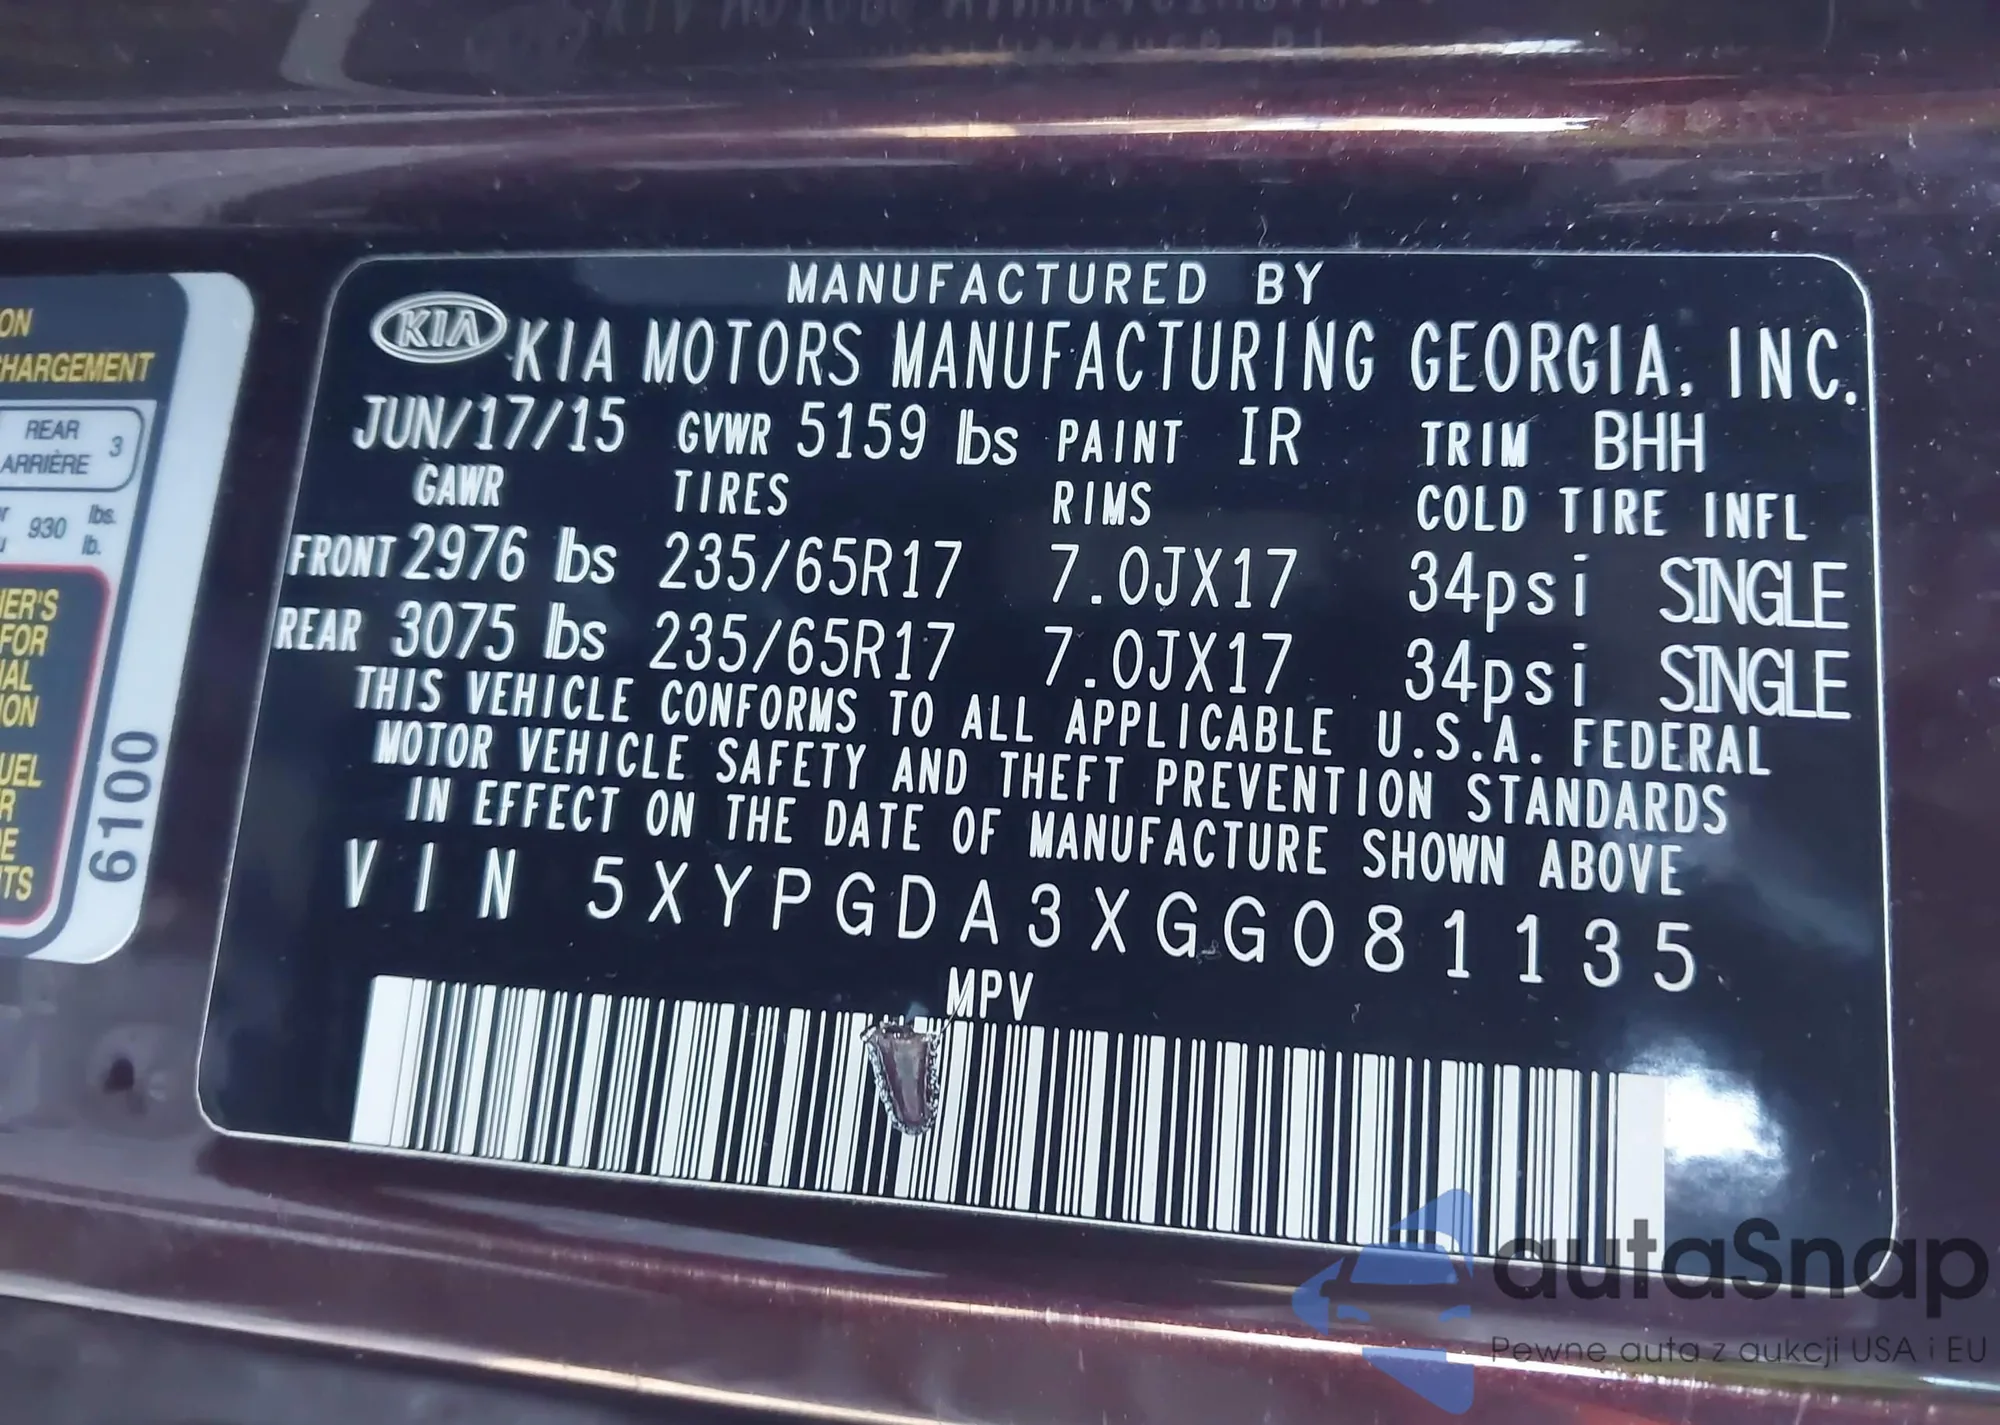 MANUFACTURED BY
KIA KIA MOTORS MANUFACTURING GEORGIA, INC.
JUN/17/15 GVWR 5159 lbs PAINT IR TRIM BHH
GAWR TIRES RIMS COLD TIRE INFL
FRONT 2976 lbs 235/65R17 7.0JX17 34psi SINGLE
REAR 3075 lbs 235/65R17 7.0JX17 34psi SINGLE
THIS VEHICLE CONFORMS TO ALL APPLICABLE U.S.A. FEDERAL
MOTOR VEHICLE SAFETY AND THEFT PREVENTION STANDARDS
IN EFFECT ON THE DATE OF MANUFACTURE SHOWN ABOVE
VIN 5XYPGDA3XGG081135
MPV
REAR 3
ARRIÈRE
930 lbs.
lb.
6100
autaSnap
Pewne auta z aukcji USA i EU